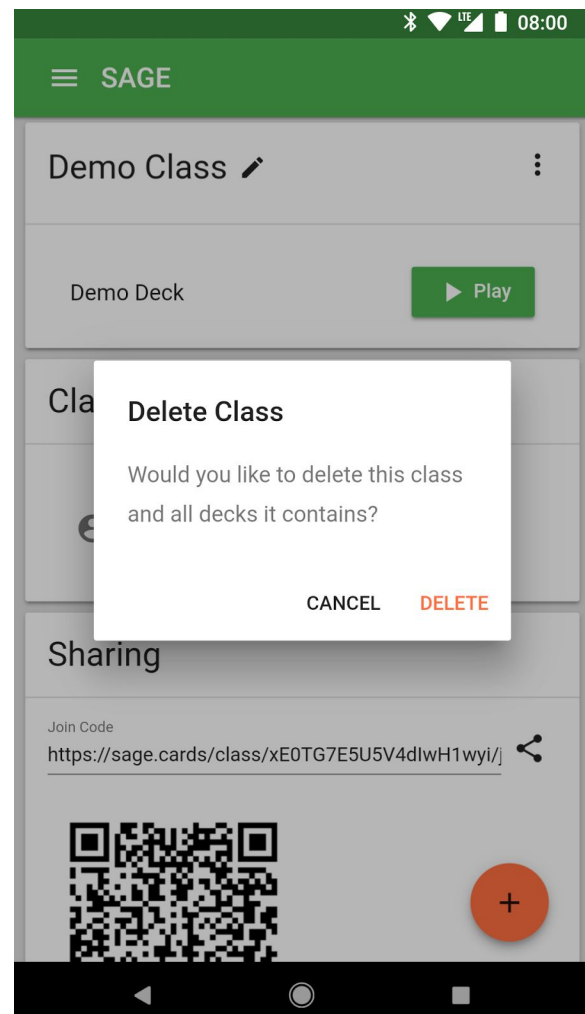 LTE 08:00
SAGE
Demo Class
Demo Deck
Play
Cla
Delete Class
Would you like to delete this class
and all decks it contains?
CANCEL DELETE
Sharing
Join Code
https://sage.cards/class/xE0TG7E5U5V4dIwH1wyi/j